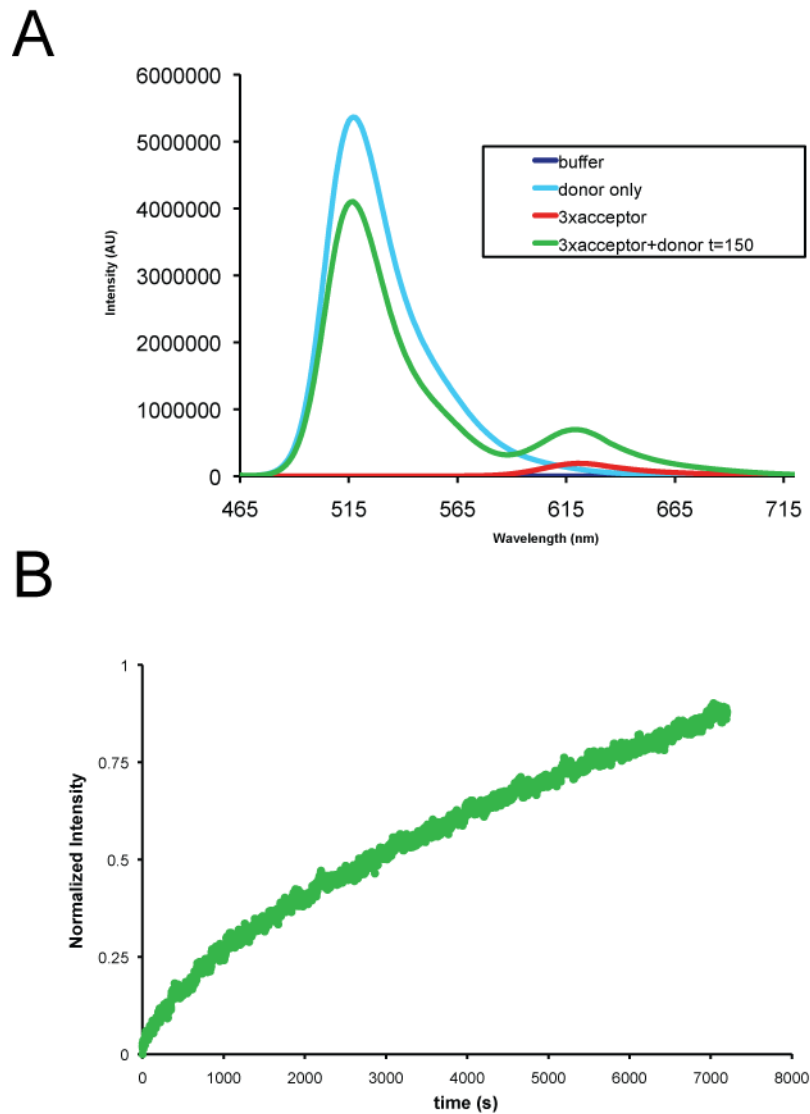 A
6000000
5000000
4000000
3000000
2000000
1000000
0
Intensity (AU)
buffer
donor only
3xacceptor
3xacceptor+donor t=150
465 515 565 615 665 715
Wavelength (nm)
B
1
0.75
0.5
0.25
0
Normalized Intensity
0 1000 2000 3000 4000 5000 6000 7000 8000
time (s)